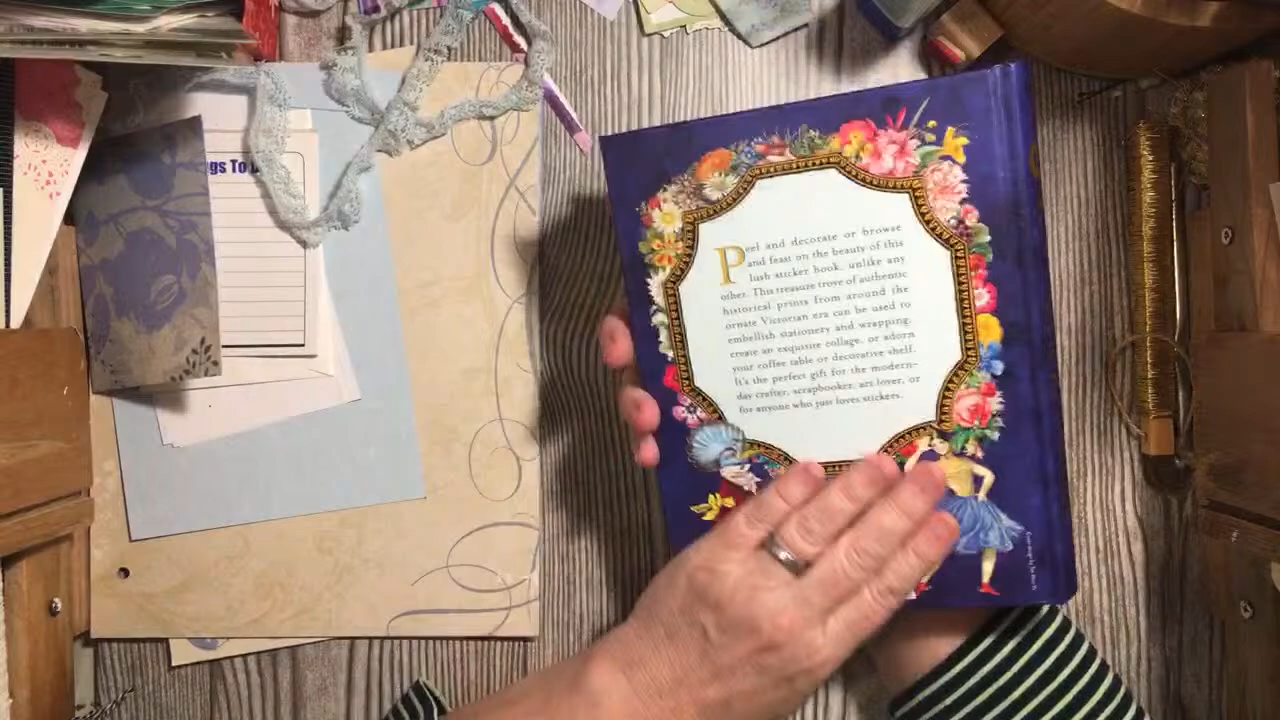 gs To
Peel and decorate or browse
and feast on the beauty of this
lush sticker book, unlike any
other. This treasure trove of authentic
historical prints from around the
ornate Victorian era can be used to
embellish stationery and wrapping,
create an exquisite collage, or adorn
your coffee table or decorative shelf.
It's the perfect gift for the modern-
day crafter, scrapbooker, art lover, or
for anyone who just loves stickers.